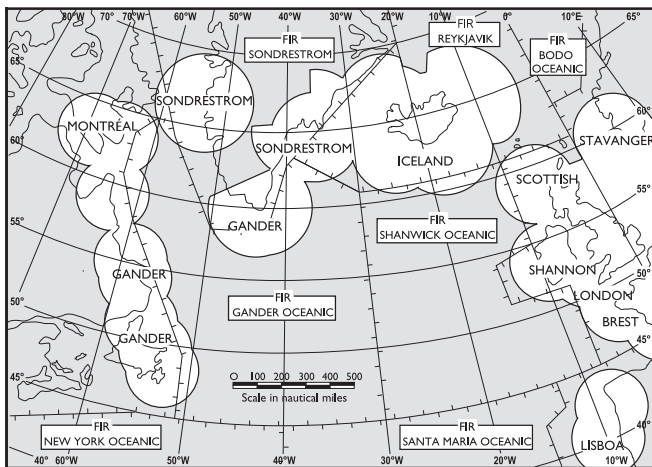 80°W
70°W
70°W
60°W
50°W
40°W
30°W
20°W
10°W
0°
10°E
65°
FIR
SONDRESTROM
FIR
REYKJAVIK
FIR
BODO
OCEANIC
65°
60°
55°
50°
45°
SONDRESTROM
MONTRÉAL
SONDRESTROM
ICELAND
STAVANGER
SCOTTISH
60°
55°
50°
45°
40°
GANDER
FIR
SHANWICK OCEANIC
SHANNON
LONDON
BREST
GANDER
FIR
GANDER OCEANIC
GANDER
0 100 200 300 400 500
Scale in nautical miles
FIR
NEW YORK OCEANIC
FIR
SANTA MARIA OCEANIC
LISBOA
40°
60°W
50°W
40°W
30°W
20°W
10°W